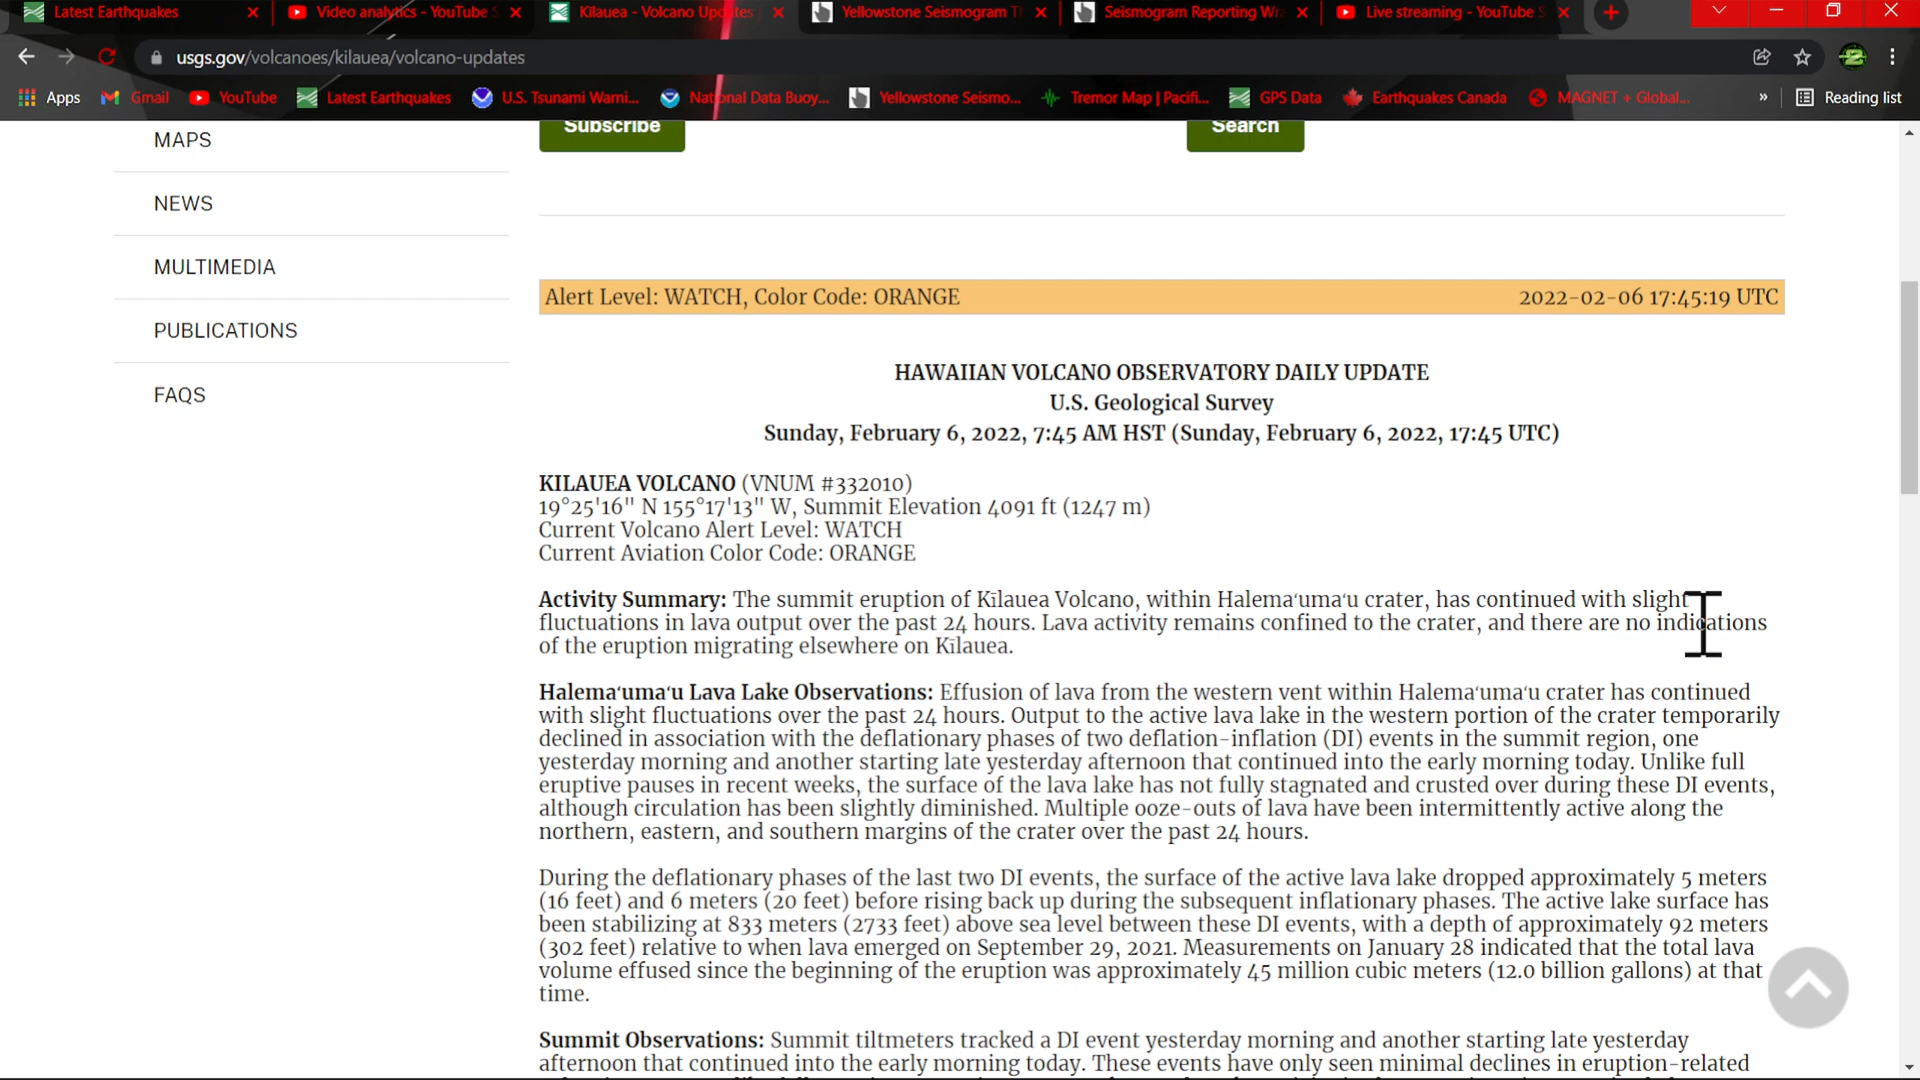 Latest Earthquakes
Video analytics - YouTube S
Kīlauea - Volcano Updates
Yellowstone Seismogram T
Seismogram Reporting Wra
Live streaming - YouTube S
usgs.gov/volcanoes/kilauea/volcano-updates
Apps
Gmail
YouTube
Latest Earthquakes
U.S. Tsunami Warni...
National Data Buoy...
Yellowstone Seismo...
Tremor Map | Pacifi...
GPS Data
Earthquakes Canada
MAGNET + Global...
»
Reading list
MAPS
NEWS
MULTIMEDIA
PUBLICATIONS
FAQS
Subscribe
Search
Alert Level: WATCH, Color Code: ORANGE
2022-02-06 17:45:19 UTC
HAWAIIAN VOLCANO OBSERVATORY DAILY UPDATE
U.S. Geological Survey
Sunday, February 6, 2022, 7:45 AM HST (Sunday, February 6, 2022, 17:45 UTC)
KILAUEA VOLCANO (VNUM #332010)
19°25'16" N 155°17'13" W, Summit Elevation 4091 ft (1247 m)
Current Volcano Alert Level: WATCH
Current Aviation Color Code: ORANGE
Activity Summary: The summit eruption of Kīlauea Volcano, within Halemaʻumaʻu crater, has continued with slight
fluctuations in lava output over the past 24 hours. Lava activity remains confined to the crater, and there are no indications
of the eruption migrating elsewhere on Kīlauea.
Halemaʻumaʻu Lava Lake Observations: Effusion of lava from the western vent within Halemaʻumaʻu crater has continued
with slight fluctuations over the past 24 hours. Output to the active lava lake in the western portion of the crater temporarily
declined in association with the deflationary phases of two deflation-inflation (DI) events in the summit region, one
yesterday morning and another starting late yesterday afternoon that continued into the early morning today. Unlike full
eruptive pauses in recent weeks, the surface of the lava lake has not fully stagnated and crusted over during these DI events,
although circulation has been slightly diminished. Multiple ooze-outs of lava have been intermittently active along the
northern, eastern, and southern margins of the crater over the past 24 hours.
During the deflationary phases of the last two DI events, the surface of the active lava lake dropped approximately 5 meters
(16 feet) and 6 meters (20 feet) before rising back up during the subsequent inflationary phases. The active lake surface has
been stabilizing at 833 meters (2733 feet) above sea level between these DI events, with a depth of approximately 92 meters
(302 feet) relative to when lava emerged on September 29, 2021. Measurements on January 28 indicated that the total lava
volume effused since the beginning of the eruption was approximately 45 million cubic meters (12.0 billion gallons) at that
time.
Summit Observations: Summit tiltmeters tracked a DI event yesterday morning and another starting late yesterday
afternoon that continued into the early morning today. These events have only seen minimal declines in eruption-related